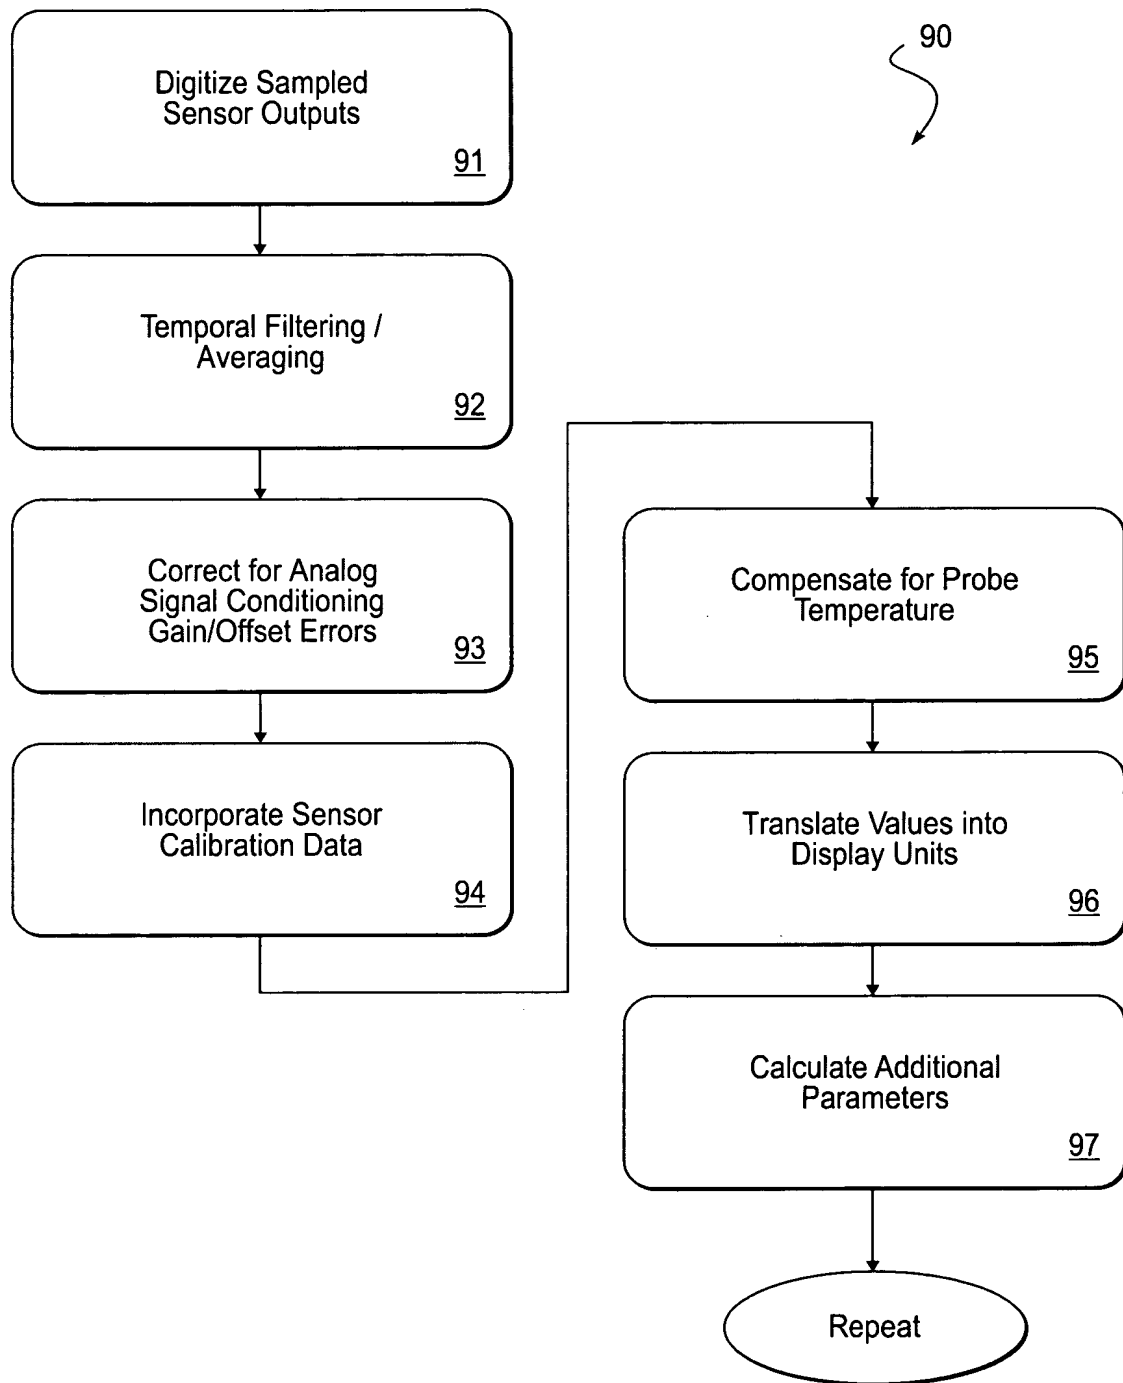 Digitize Sampled
Sensor Outputs
91
90
Temporal Filtering /
Averaging
92
Correct for Analog
Signal Conditioning
Gain/Offset Errors
93
Incorporate Sensor
Calibration Data
94
Compensate for Probe
Temperature
95
Translate Values into
Display Units
96
Calculate Additional
Parameters
97
Repeat